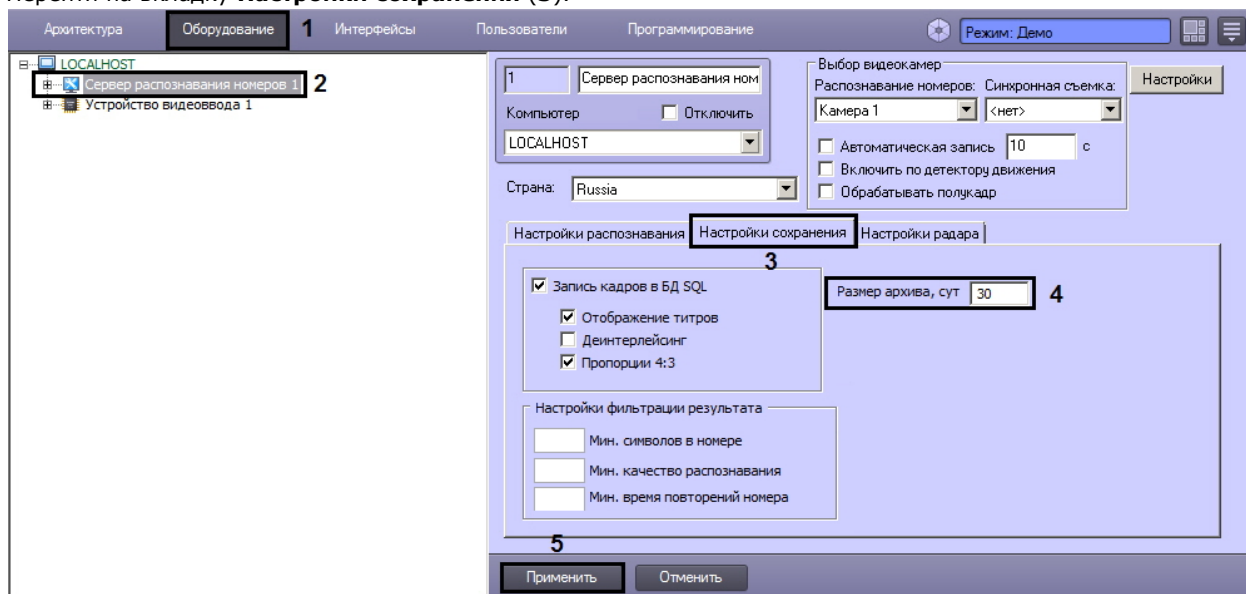 Перейти на вкладку Настройки сохранения (3).
Архитектура Оборудование 1 Интерфейсы Пользователи Программирование Режим: Демо
LOCALHOST
Сервер распознавания номеров 1 2
Устройство видеоввода 1
1 Сервер распознавания ном
Компьютер Отключить
LOCALHOST
Страна: Russia
Выбор видеокамер
Распознавание номеров: Синхронная съемка:
Камера 1 <нет>
Автоматическая запись 10 с
Включить по детектору движения
Обрабатывать полукадр
Настройки
Настройки распознавания Настройки сохранения Настройки радара
3
Запись кадров в БД SQL
Отображение титров
Деинтерлейсинг
Пропорции 4:3
Размер архива, сут 30 4
Настройки фильтрации результата
Мин. символов в номере
Мин. качество распознавания
Мин. время повторений номера
5
Применить Отменить